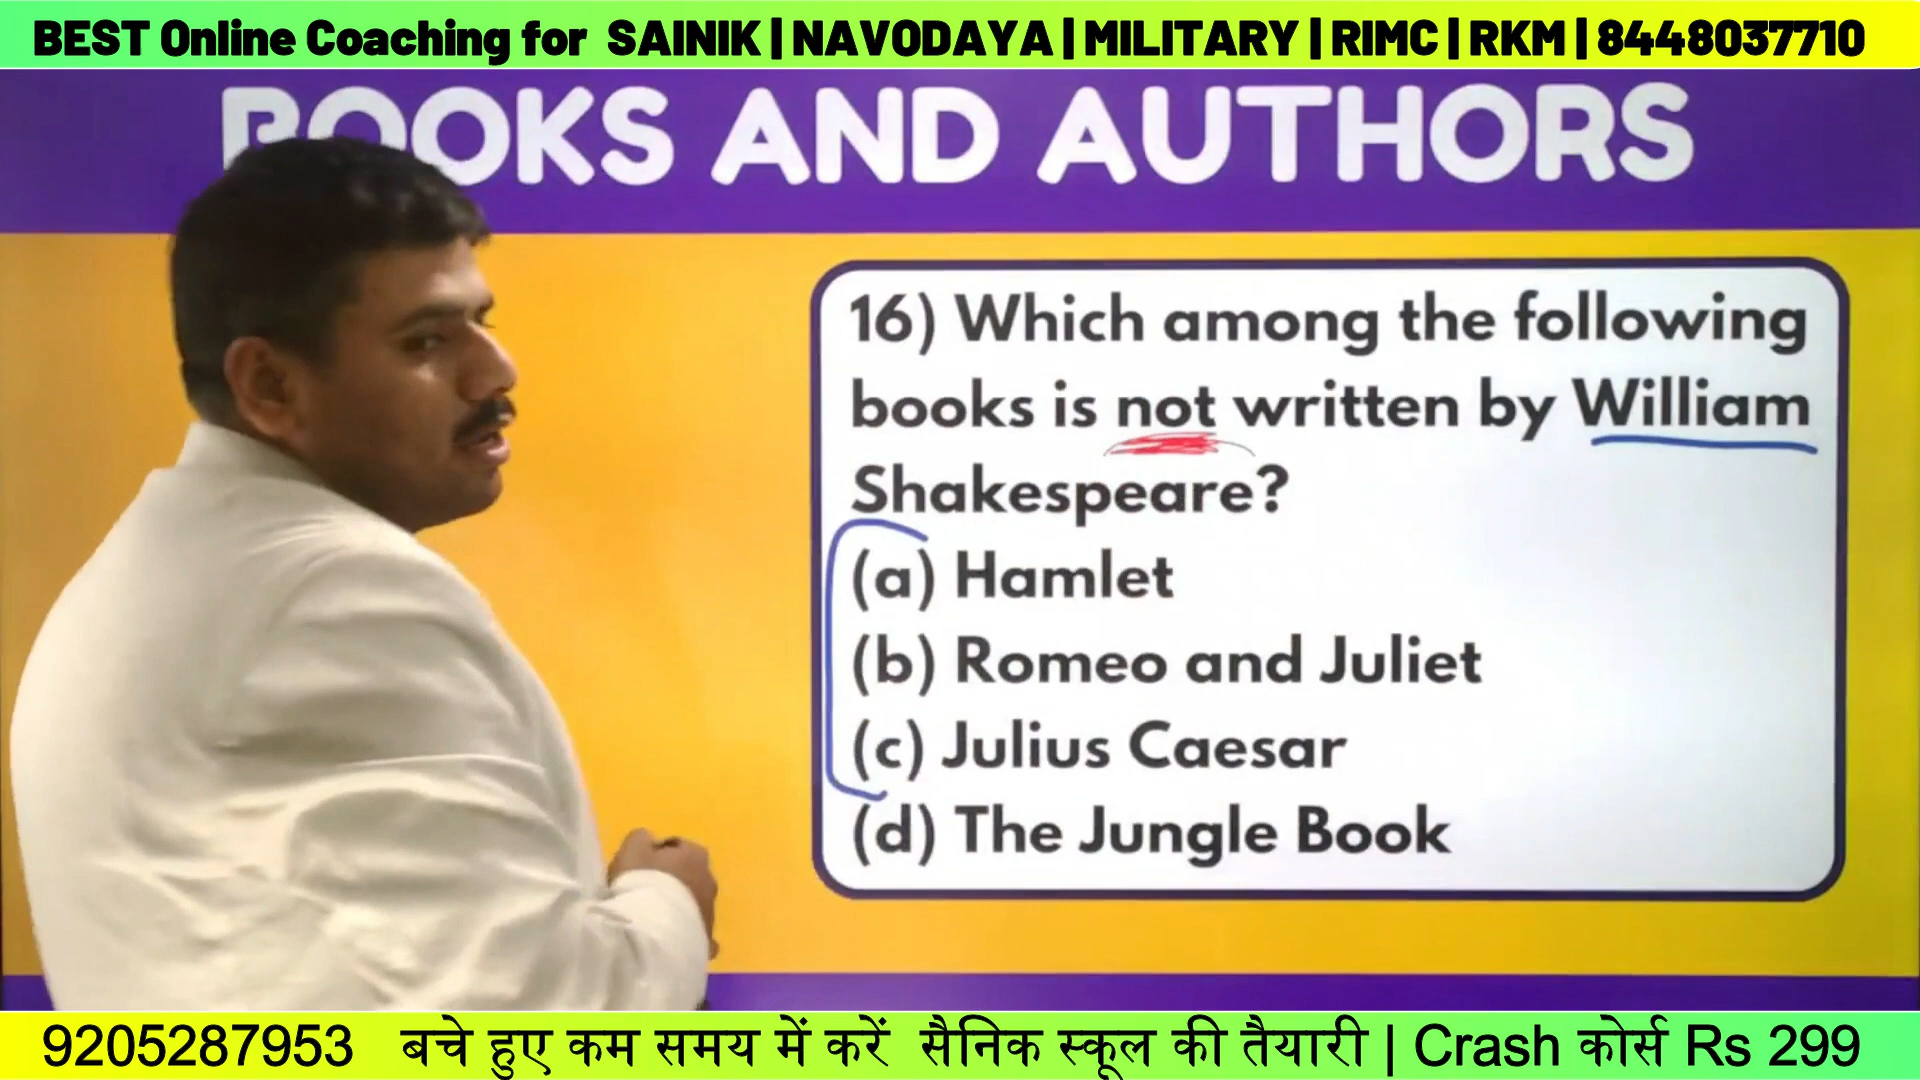 BEST Online Coaching for SAINIK | NAVODAYA | MILITARY | RIMC | RKM | 8448037710
BOOKS AND AUTHORS
16) Which among the following
books is not written by William
Shakespeare?
(a) Hamlet
(b) Romeo and Juliet
(c) Julius Caesar
(d) The Jungle Book
9205287953 बचे हुए कम समय में करें सैनिक स्कूल की तैयारी | Crash कोर्स Rs 299